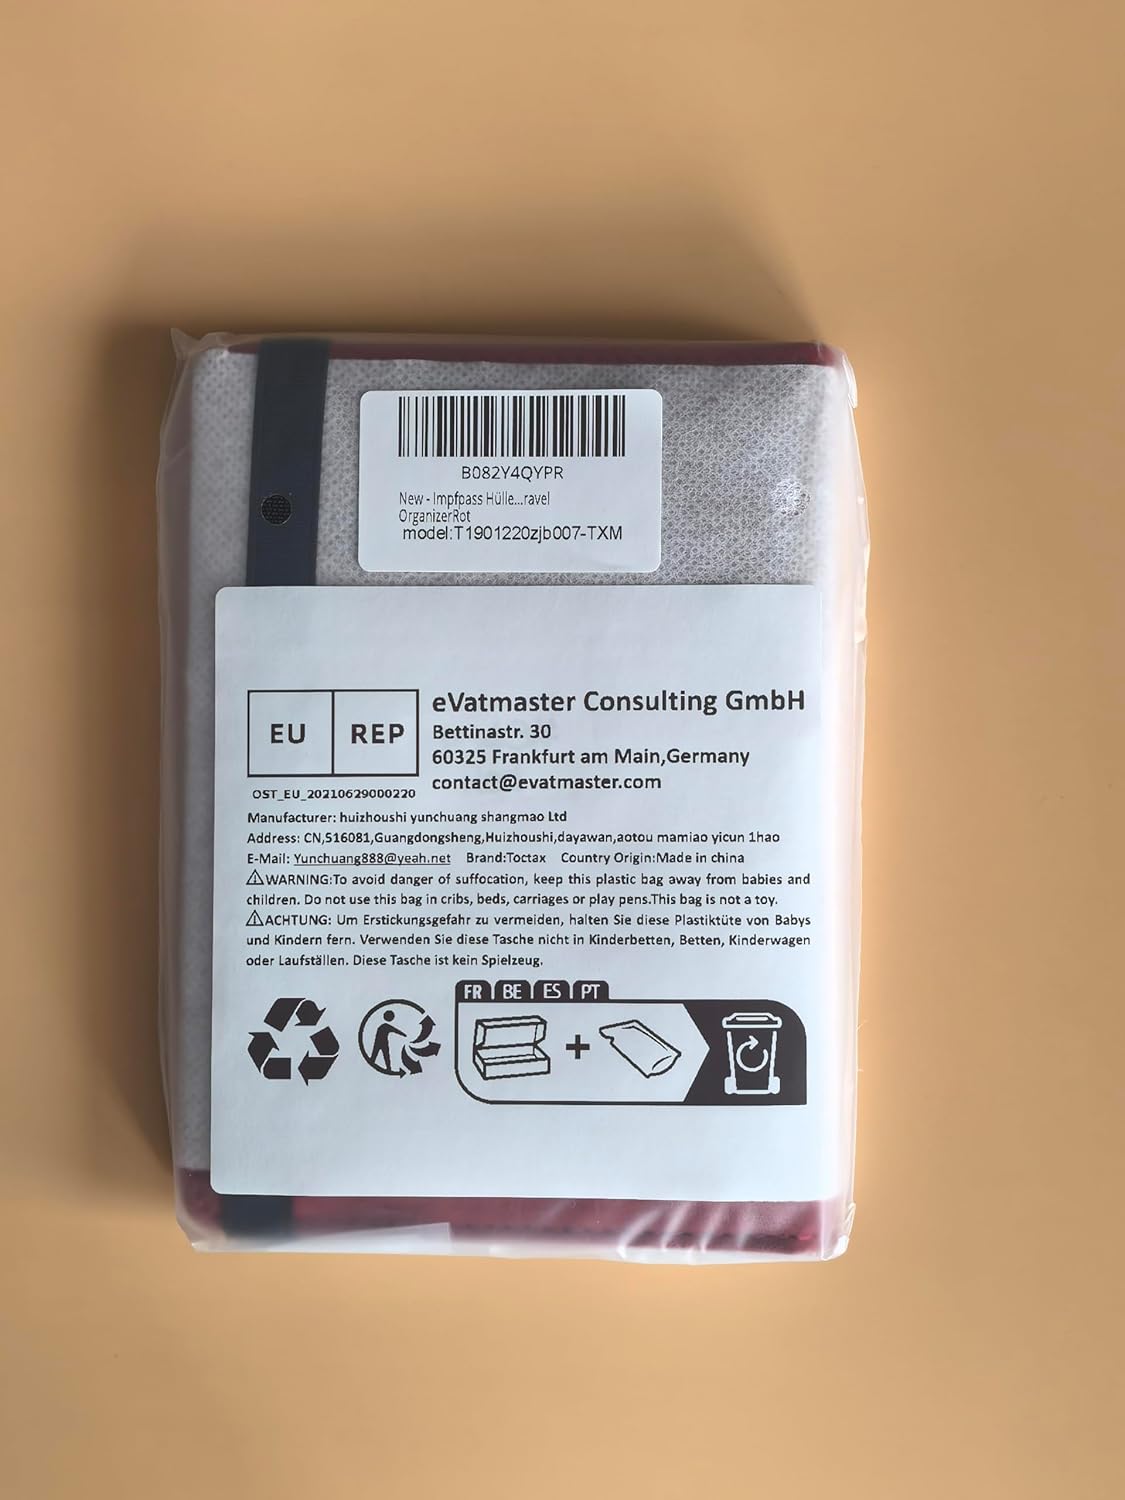 B082Y4QYPR
New - Impfpass Hülle...ravel
OrganizerRot
model:T1901220zjb007-TXM
EU REP
eVatmaster Consulting GmbH
Bettinastr. 30
60325 Frankfurt am Main,Germany
contact@evatmaster.com
OST_EU_20210629000220
Manufacturer: huizhoushi yunchuang shangmao Ltd
Address: CN,516081,Guangdongsheng,Huizhoushi,dayawan,aotou mamiao yicun 1hao
E-Mail: Yunchuang888@yeah.net Brand:Toctax Country Origin:Made in china
⚠WARNING:To avoid danger of suffocation, keep this plastic bag away from babies and
children. Do not use this bag in cribs, beds, carriages or play pens.This bag is not a toy.
⚠ACHTUNG: Um Erstickungsgefahr zu vermeiden, halten Sie diese Plastiktüte von Babys
und Kindern fern. Verwenden Sie diese Tasche nicht in Kinderbetten, Betten, Kinderwagen
oder Laufställen. Diese Tasche ist kein Spielzeug.
FR BE ES PT